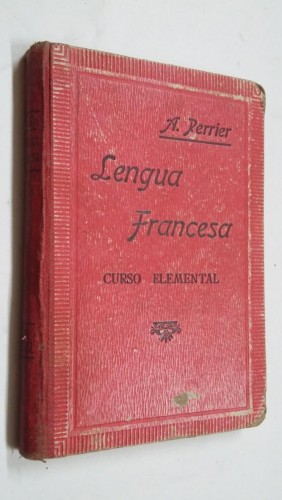 A. Perrier
Lengua
Francesa
CURSO ELEMENTAL